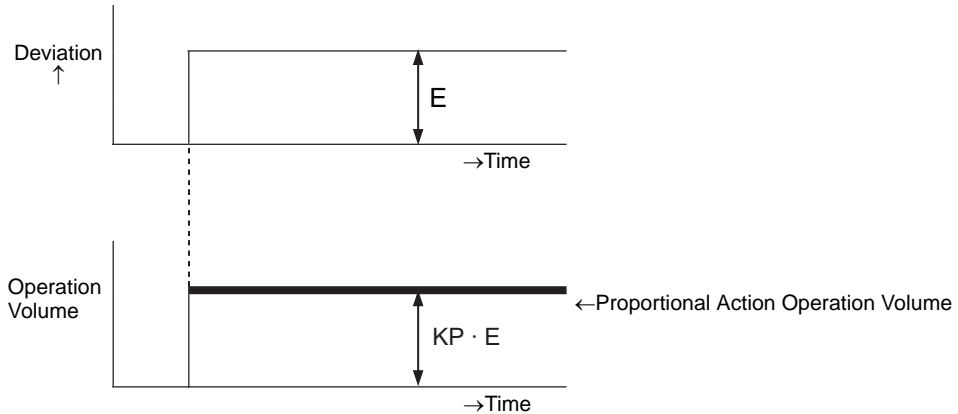 Deviation
↑
E
→Time
Operation
Volume
←Proportional Action Operation Volume
KP · E
→Time